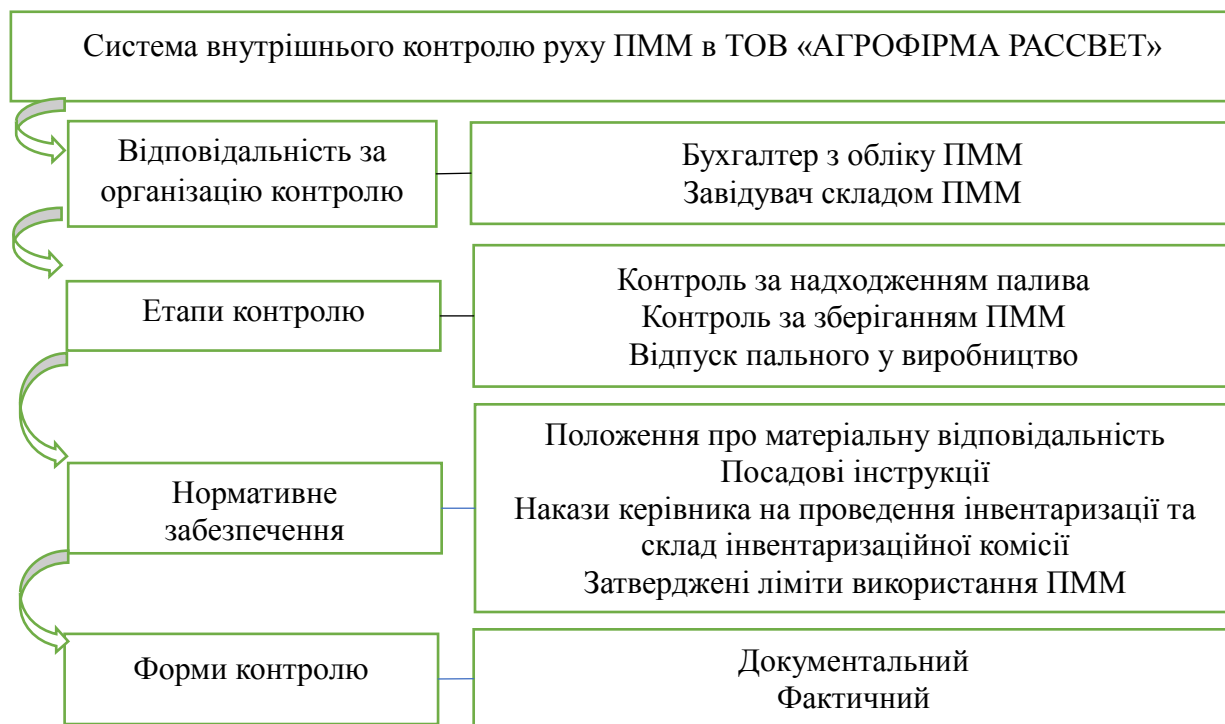 Система внутрішнього контролю руху ПММ в ТОВ «АГРОФІРМА РАССВЕТ»
Відповідальність за
організацію контролю
Бухгалтер з обліку ПММ
Завідувач складом ПММ
Етапи контролю
Контроль за надходженням палива
Контроль за зберіганням ПММ
Відпуск пального у виробництво
Нормативне
забезпечення
Положення про матеріальну відповідальність
Посадові інструкції
Накази керівника на проведення інвентаризації та
склад інвентаризаційної комісії
Затверджені ліміти використання ПММ
Форми контролю
Документальний
Фактичний